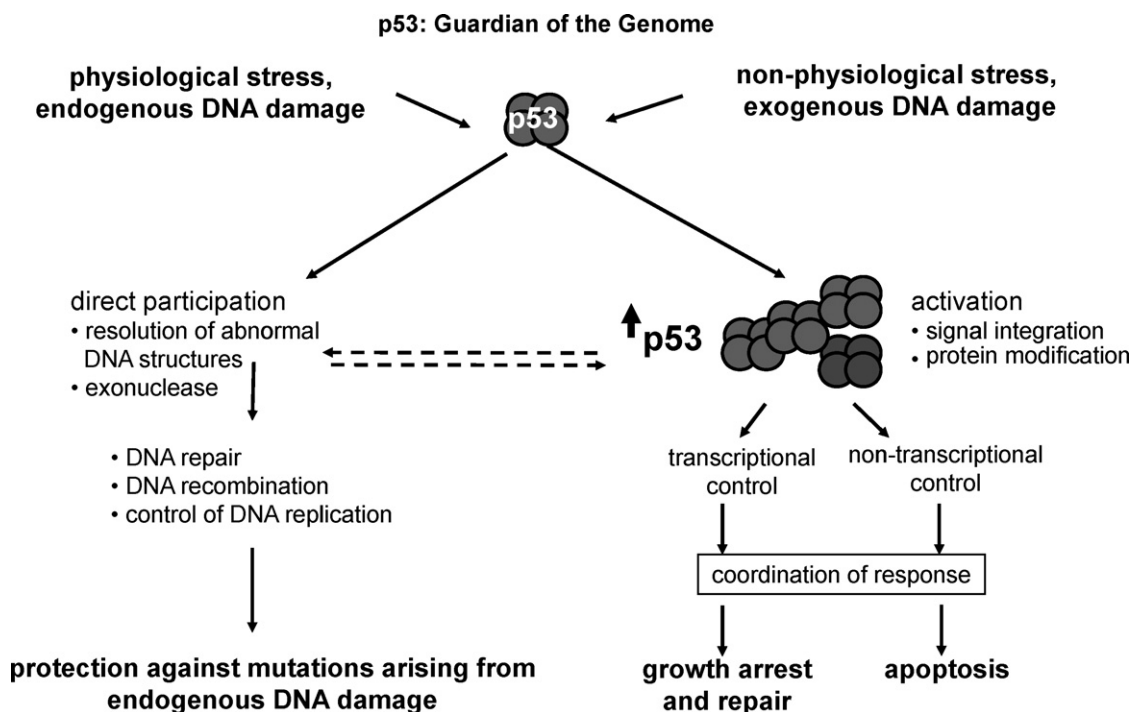 p53: Guardian of the Genome
physiological stress,
endogenous DNA damage
non-physiological stress,
exogenous DNA damage
p53
direct participation
• resolution of abnormal
DNA structures
• exonuclease
p53
activation
• signal integration
• protein modification
• DNA repair
• DNA recombination
• control of DNA replication
transcriptional
control
non-transcriptional
control
coordination of response
protection against mutations arising from
endogenous DNA damage
growth arrest
and repair
apoptosis